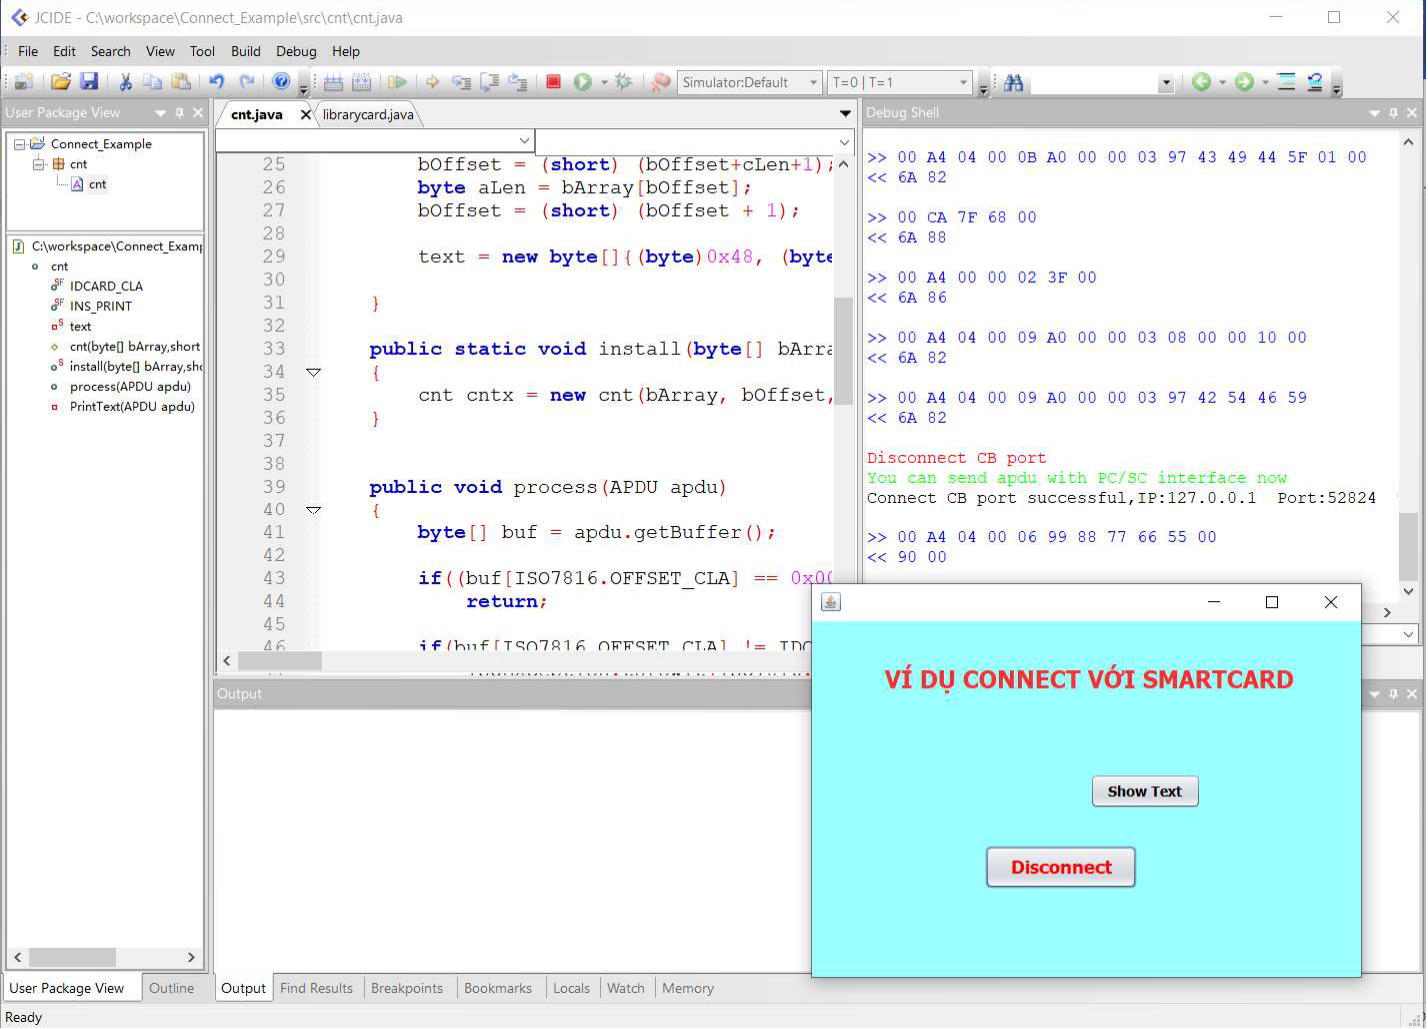 JCIDE - C:\workspace\Connect_Example\src\cnt\cnt.java
File Edit Search View Tool Build Debug Help
Simulator:Default T=0 | T=1
User Package View
Connect_Example
cnt
cnt
C:\workspace\Connect_Examp
cnt
IDCARD_CLA
INS_PRINT
text
cnt(byte[] bArray,short
install(byte[] bArray,sho
process(APDU apdu)
PrintText(APDU apdu)
User Package View Outline
cnt.java librarycard.java
25 bOffset = (short) (bOffset+cLen+1);
26 byte aLen = bArray[bOffset];
27 bOffset = (short) (bOffset + 1);
28
29 text = new byte[]{(byte)0x48, (byte
30
31 }
32
33 public static void install(byte[] bArra
34 {
35 cnt cntx = new cnt(bArray, bOffset,
36 }
37
38
39 public void process(APDU apdu)
40 {
41 byte[] buf = apdu.getBuffer();
42
43 if((buf[ISO7816.OFFSET_CLA] == 0x00
44 return;
45
46 if(buf[ISO7816.OFFSET_CLA] != IDC
Debug Shell
>> 00 A4 04 00 0B A0 00 00 03 97 43 49 44 5F 01 00
<< 6A 82
>> 00 CA 7F 68 00
<< 6A 88
>> 00 A4 00 00 02 3F 00
<< 6A 86
>> 00 A4 04 00 09 A0 00 00 03 08 00 00 10 00
<< 6A 82
>> 00 A4 04 00 09 A0 00 00 03 97 42 54 46 59
<< 6A 82
Disconnect CB port
You can send apdu with PC/SC interface now
Connect CB port successful,IP:127.0.0.1 Port:52824
>> 00 A4 04 00 06 99 88 77 66 55 00
<< 90 00
VÍ DỤ CONNECT VỚI SMARTCARD
Show Text
Disconnect
Output
Output Find Results Breakpoints Bookmarks Locals Watch Memory
Ready